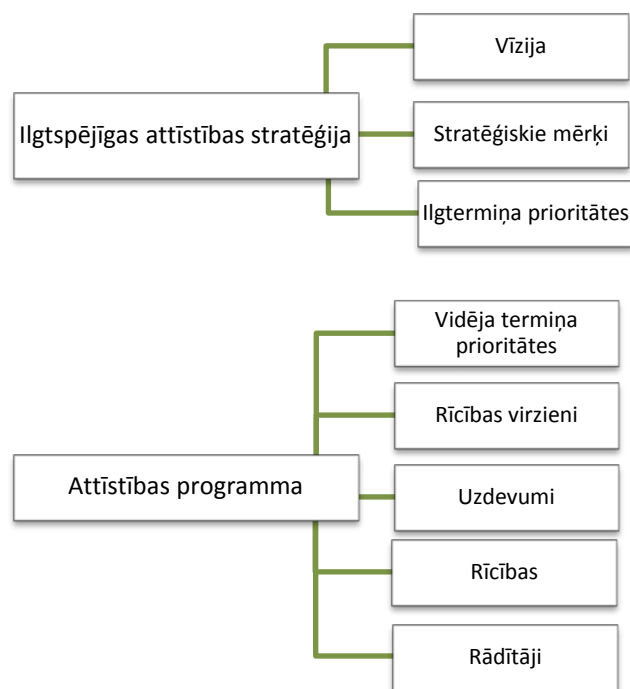 Ilgtspējīgas attīstības stratēģija
Vīzija
Stratēģiskie mērķi
Ilgtermiņa prioritātes
Attīstības programma
Vidēja termiņa
prioritātes
Rīcības virzieni
Uzdevumi
Rīcības
Rādītāji